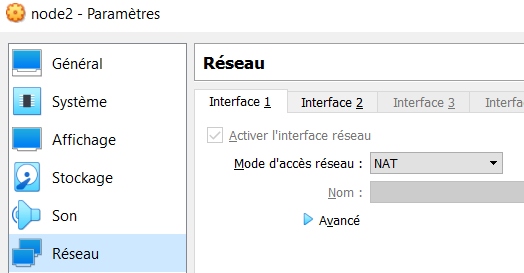 node2 - Paramètres
Général
Système
Affichage
Stockage
Son
Réseau
Réseau
Interface 1 Interface 2 Interface 3 Interfa
Activer l'interface réseau
Mode d'accès réseau : NAT
Nom :
Avancé